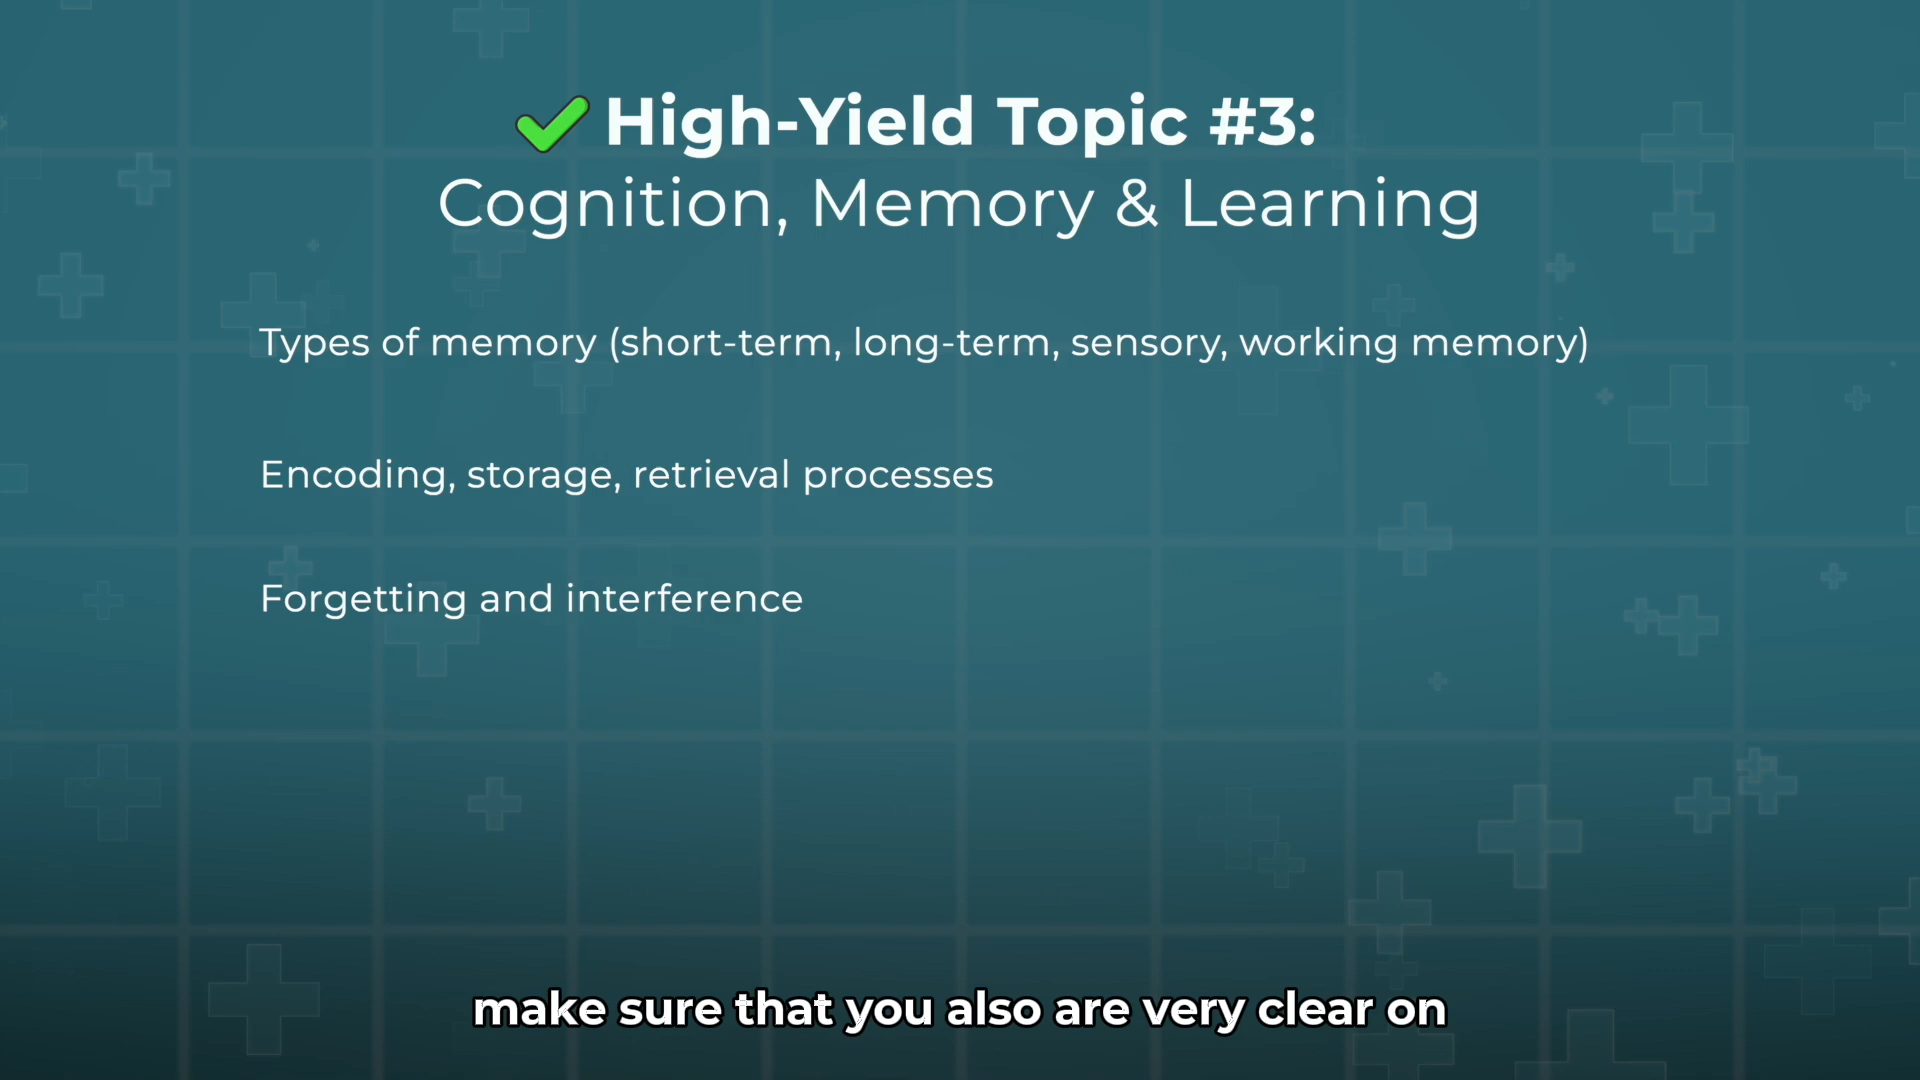 High-Yield Topic #3:
Cognition, Memory & Learning
Types of memory (short-term, long-term, sensory, working memory)
Encoding, storage, retrieval processes
Forgetting and interference
make sure that you also are very clear on